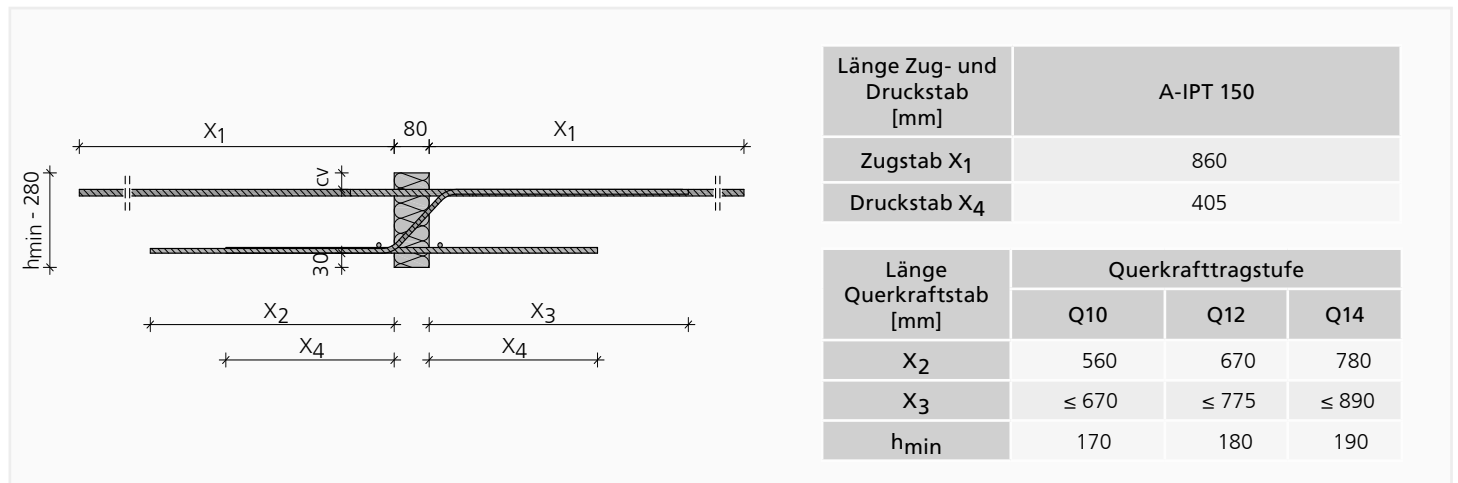 X1 80 X1
cv
hmin - 280
30
X2 X3
X4 X4
Länge Zug- und
Druckstab
[mm]
A-IPT 150
Zugstab X1 860
Druckstab X4 405
Länge
Querkraftstab
[mm]
Querkrafttragstufe
Q10 Q12 Q14
X2 560 670 780
X3 ≤ 670 ≤ 775 ≤ 890
hmin 170 180 190